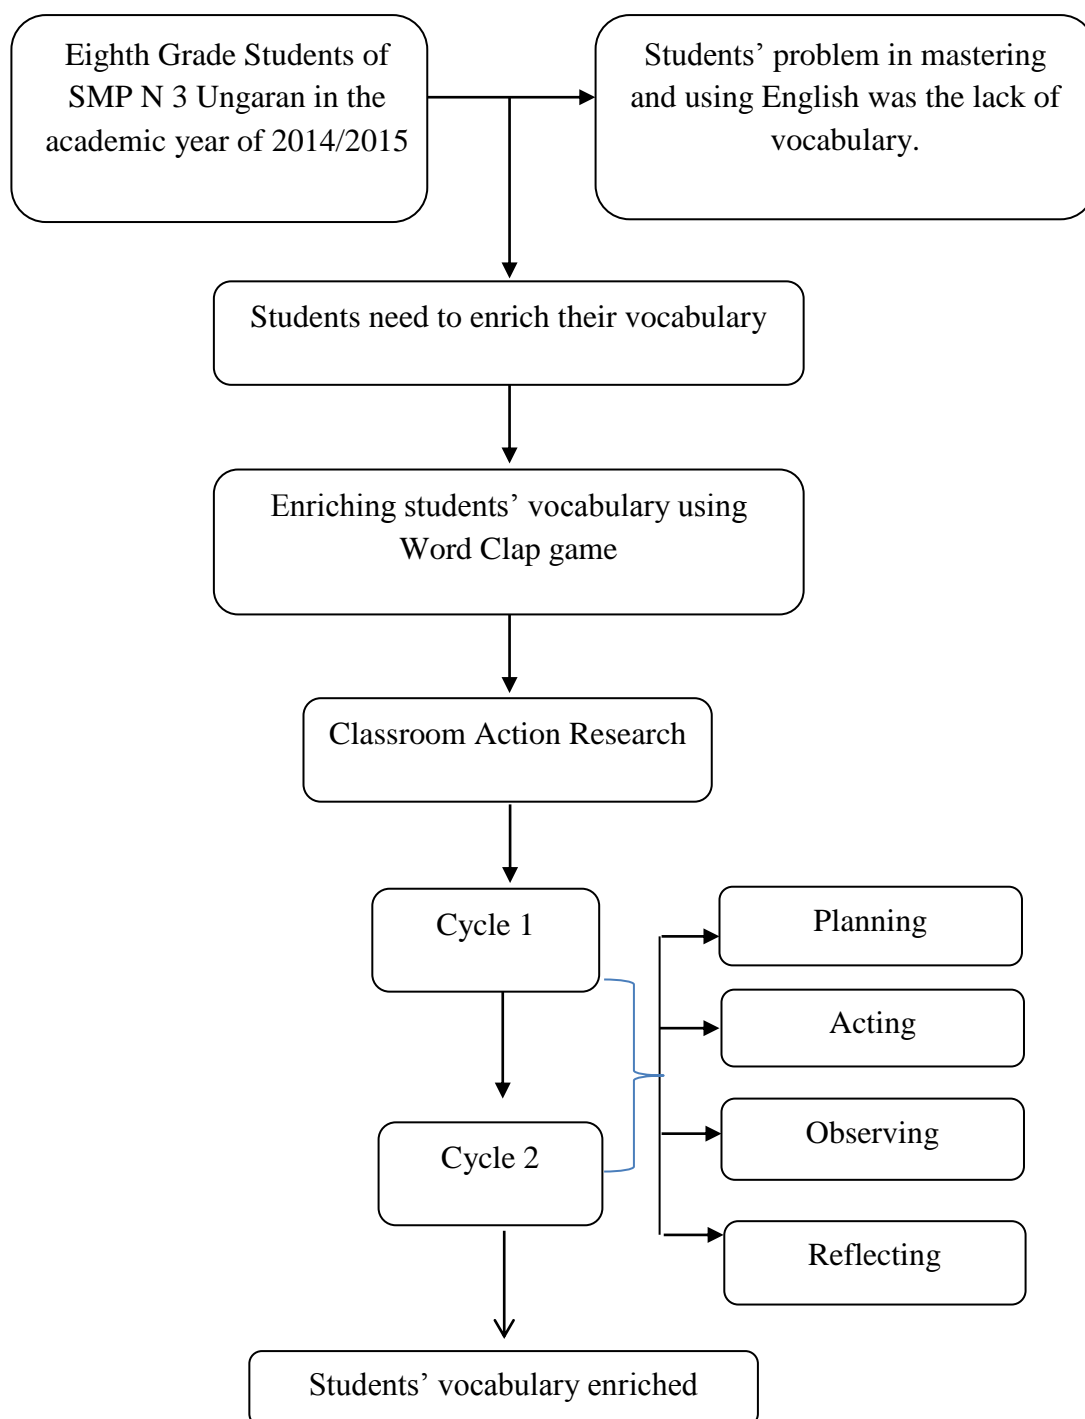 Eighth Grade Students of
SMP N 3 Ungaran in the
academic year of 2014/2015
Students’ problem in mastering
and using English was the lack of
vocabulary.
Students need to enrich their vocabulary
Enriching students’ vocabulary using
Word Clap game
Classroom Action Research
Cycle 1
Planning
Acting
Observing
Cycle 2
Reflecting
Students’ vocabulary enriched